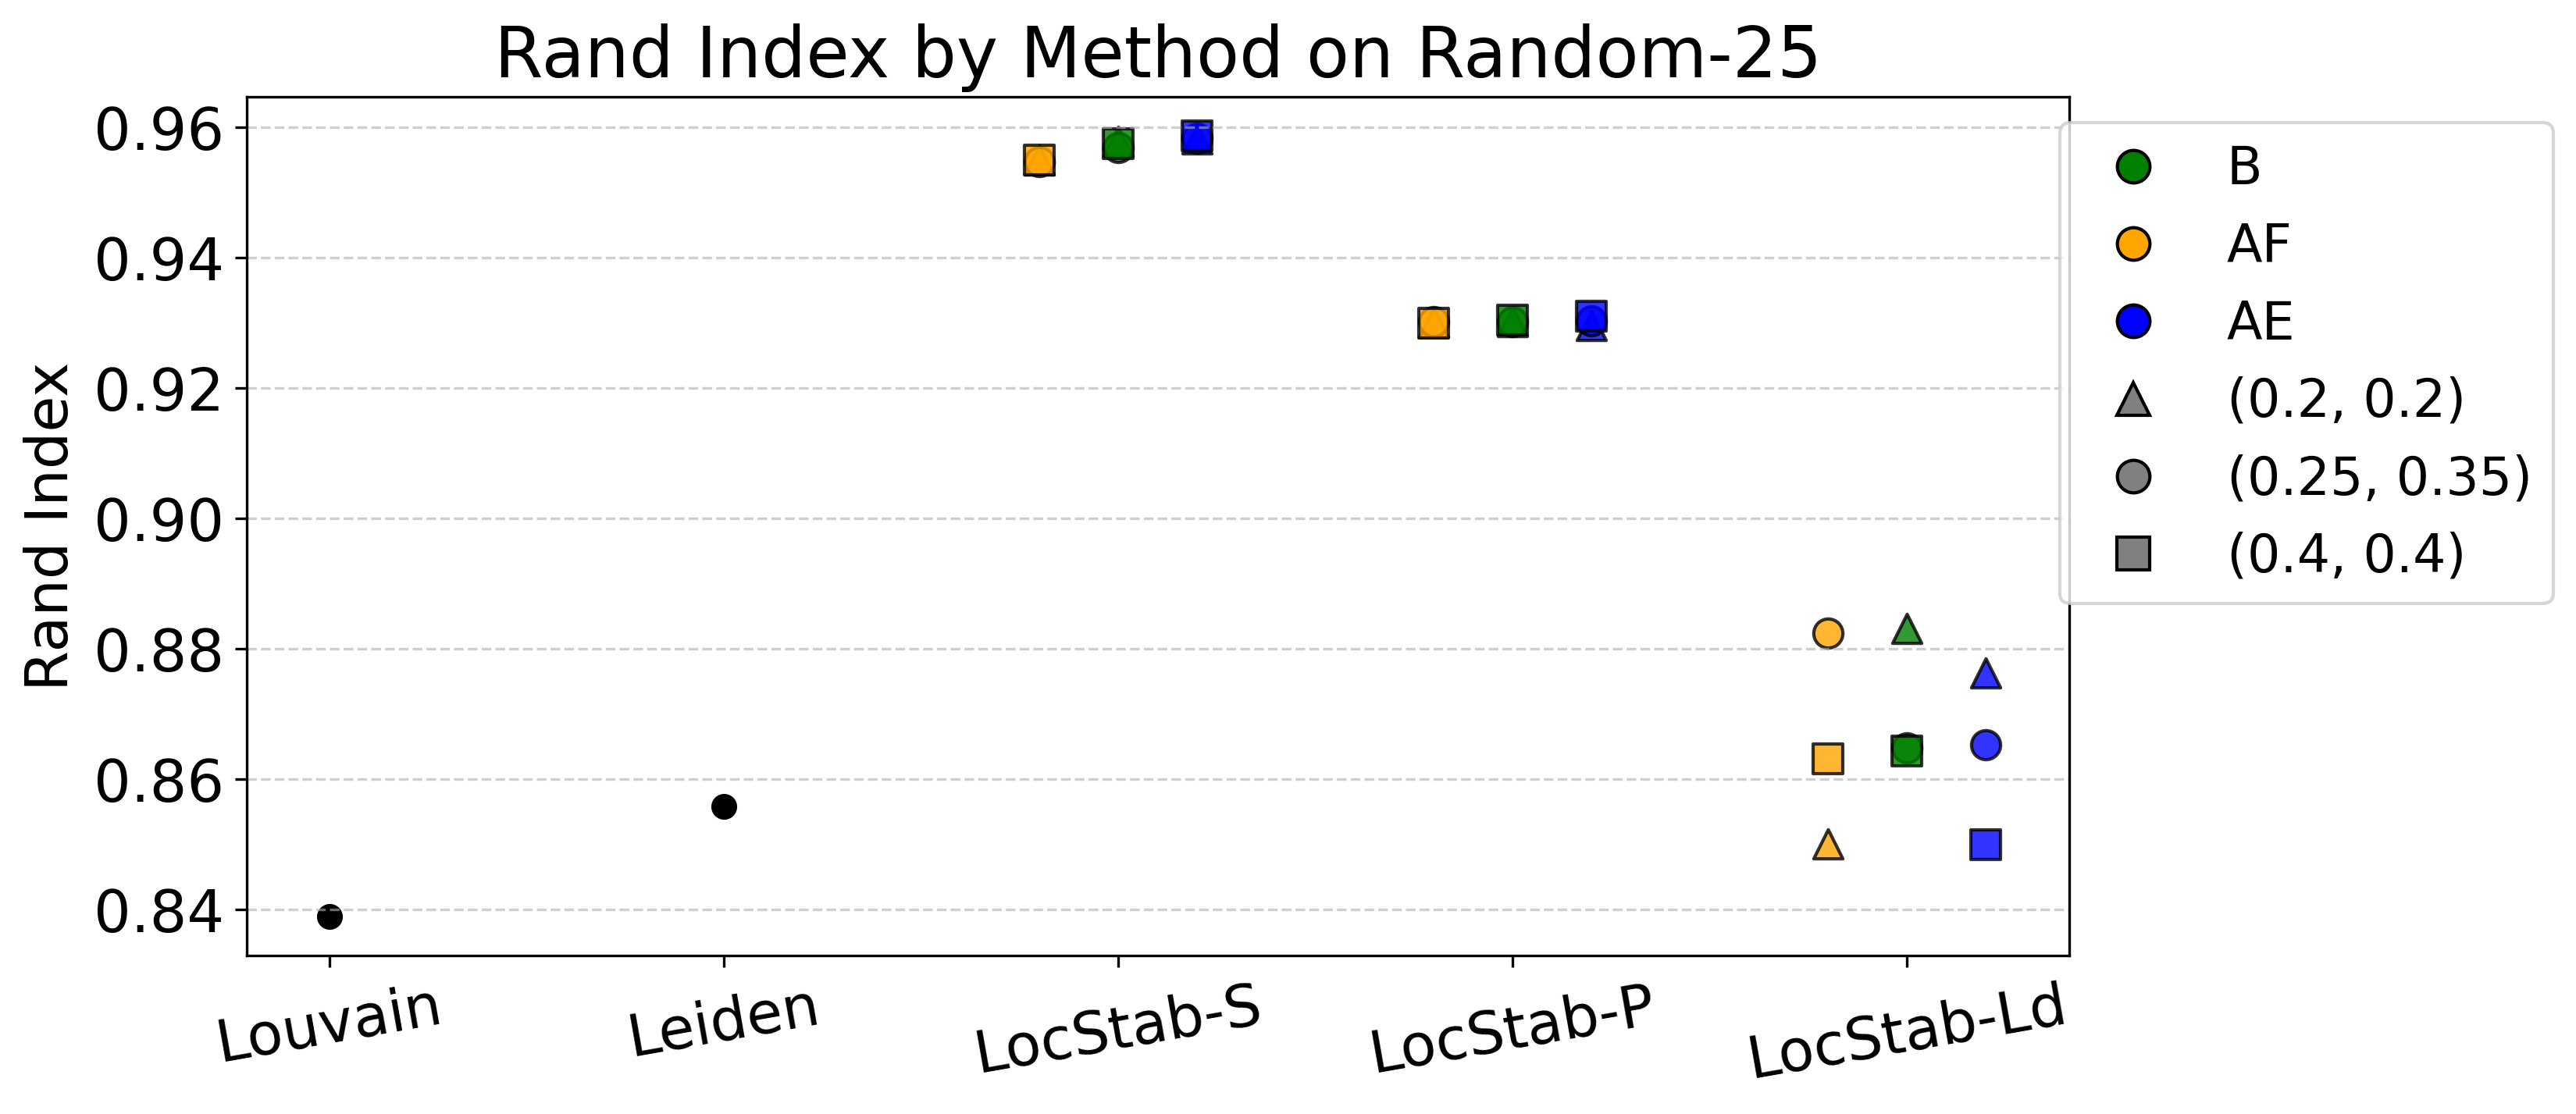 Rand Index by Method on Random-25
Rand Index
0.96
0.94
0.92
0.90
0.88
0.86
0.84
Louvain
Leiden
LocStab-S
LocStab-P
LocStab-Ld
B
AF
AE
(0.2, 0.2)
(0.25, 0.35)
(0.4, 0.4)